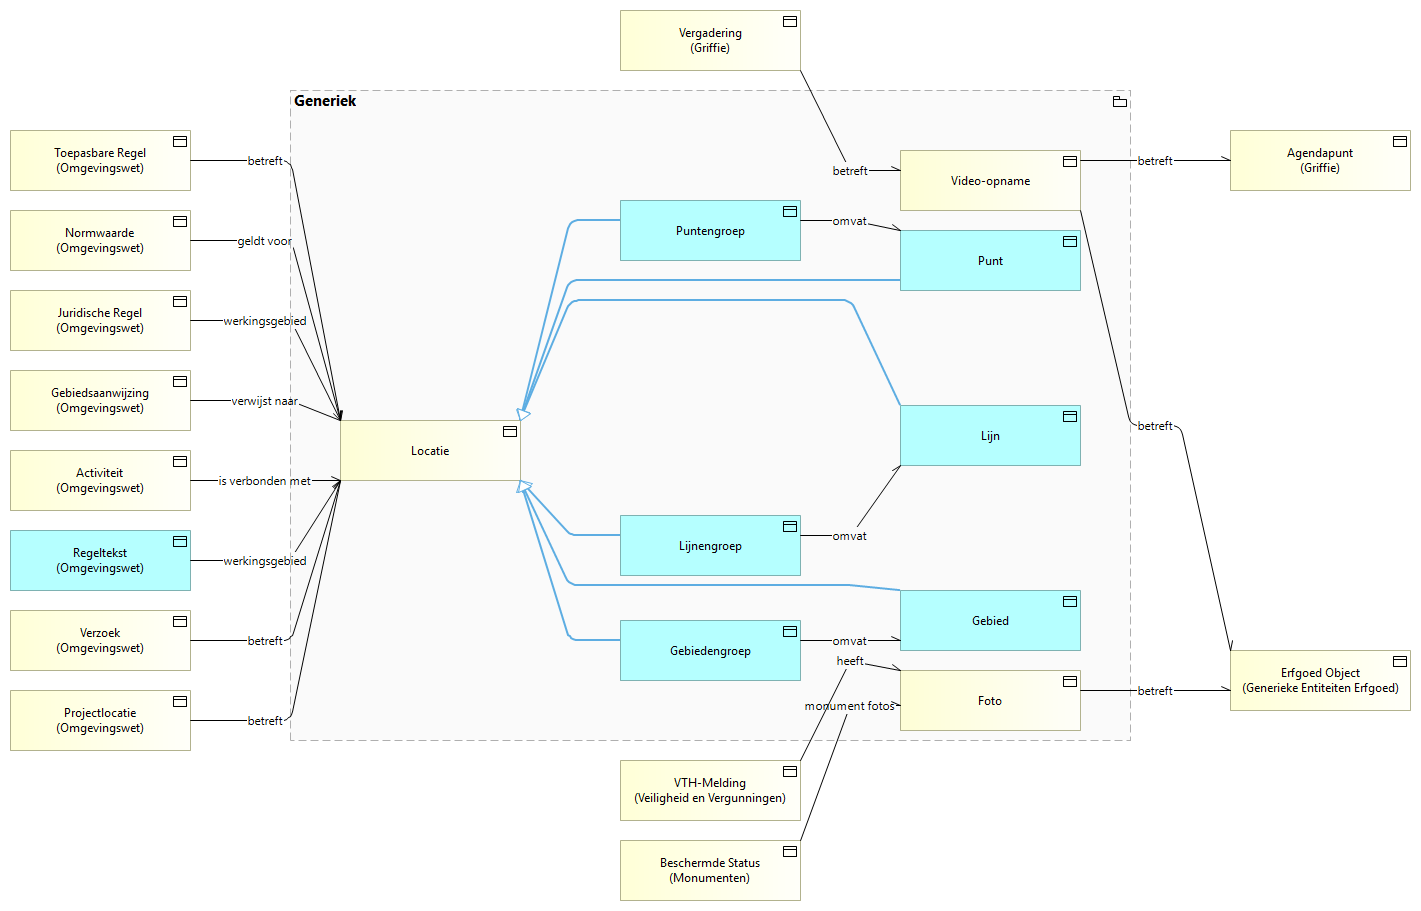 Vergadering
(Griffie)
Generiek
Toepasbare Regel
(Omgevingswet)
betreft
betreft
Video-opname
betreft
Agendapunt
(Griffie)
Normwaarde
(Omgevingswet)
geldt voor
Puntengroep
omvat
Punt
Juridische Regel
(Omgevingswet)
werkingsgebied
Gebiedsaanwijzing
(Omgevingswet)
verwijst naar
Locatie
Lijn
betreft
Activiteit
(Omgevingswet)
is verbonden met
Regeltekst
(Omgevingswet)
werkingsgebied
Lijnengroep
omvat
Verzoek
(Omgevingswet)
betreft
Gebiedengroep
omvat
Gebied
heeft
Projectlocatie
(Omgevingswet)
betreft
monument fotos
Foto
betreft
Erfgoed Object
(Generieke Entiteiten Erfgoed)
VTH-Melding
(Veiligheid en Vergunningen)
Beschermde Status
(Monumenten)